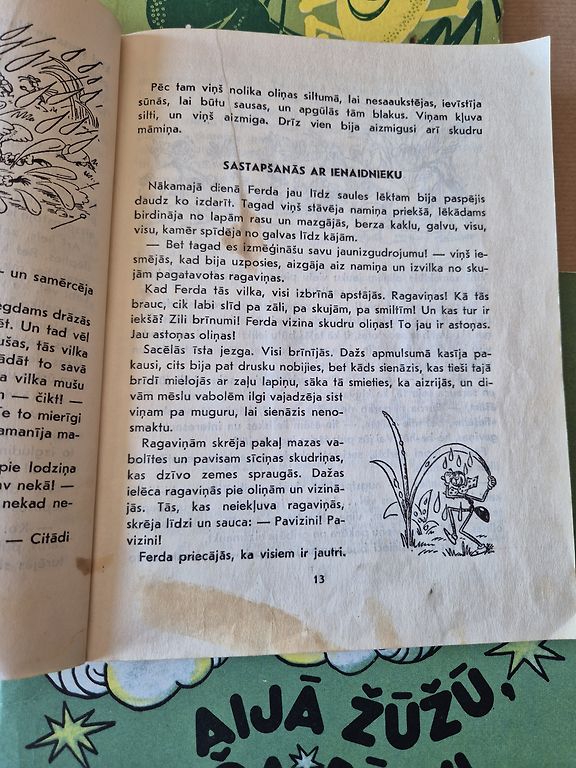 Pēc tam viņš nolika oliņas siltumā, lai nesaaukstējas, ievīstīja
sūnās, lai būtu sausas, un apgūlās tām blakus. Viņam kļuva
silti, un viņš aizmiga. Drīz vien bija aizmigusi arī skudru
māmiņa.
SASTAPŠANĀS AR IENAIDNIEKU
Nākamajā dienā Ferda jau līdz saules lēktam bija paspējis
daudz ko izdarīt. Tagad viņš stāvēja namiņa priekšā, lēkādams
birdināja no lapām rasu un mazgājās, berza kaklu, galvu, visu,
visu, kamēr spīdēja no galvas līdz kājām.
— Bet tagad es izmēģināšu savu jaunizgudrojumu! — viņš ie-
smējās, kad bija uzposies, aizgāja aiz namiņa un izvilka no sku-
jām pagatavotas ragaviņas.
Kad Ferda tās vilka, visi izbrīnā apstājās. Ragaviņas! Kā tās
brauc, cik labi slīd pa zāli, pa skujām, pa smiltīm! Un kas tur ir
iekšā? Zili brīnumi! Ferda vizina skudru oliņas! To jau ir astoņas.
Jau astoņas oliņas!
Sacēlās īsta jezga. Visi brīnījās. Dažs apmulsumā kasīja pa-
kausi, cits bija pat drusku nobijies, bet kāds sienāzis, kas tieši tajā
brīdī mielojās ar zaļu lapiņu, sāka tā smieties, ka aizrijās, un di-
vām mēslu vabolēm ilgi vajadzēja sist
viņam pa muguru, lai sienāzis neno-
smaktu.
Ragaviņām skrēja pakaļ mazas va-
bolītes un pavisam sīciņas skudriņas,
kas dzīvo zemes spraugās. Dažas
ielēca ragaviņās pie oliņām un vizinā-
jās. Tās, kas neiekļuva ragaviņās,
skrēja līdzi un sauca: — Pavizini! Pa-
vizini!
Ferda priecājās, ka visiem ir jautri.
13
— un samērcēja
egdams drāzās
ēt. Un tad vēl
ušas, tās vilka
ādāt to savā
a vilka mušu
— čikt! —
Te to mierīgi
amanīja ma-
pie lodziņa
av nekā! —
nekad ne-
— Citādi
AIJĀ ŽŪŽŪ,